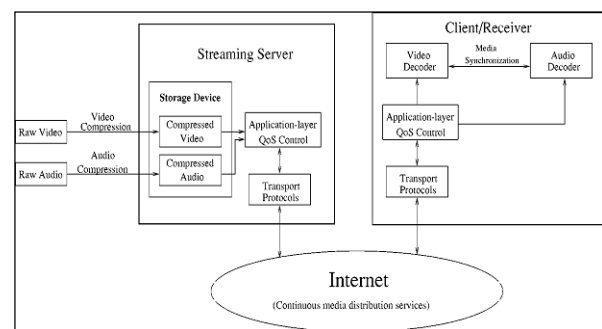 Streaming Server
Storage Device
Raw Video
Video
Compression
Compressed
Video
Application-layer
QoS Control
Raw Audio
Audio
Compression
Compressed
Audio
Transport
Protocols
Client/Receiver
Video
Decoder
Media
Synchronization
Audio
Decoder
Application-layer
QoS Control
Transport
Protocols
Internet
(Continuous media distribution services)